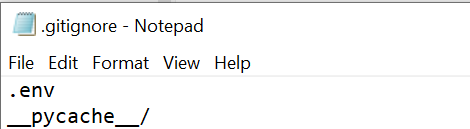 .gitignore - Notepad
File Edit Format View Help
.env
__pycache__/